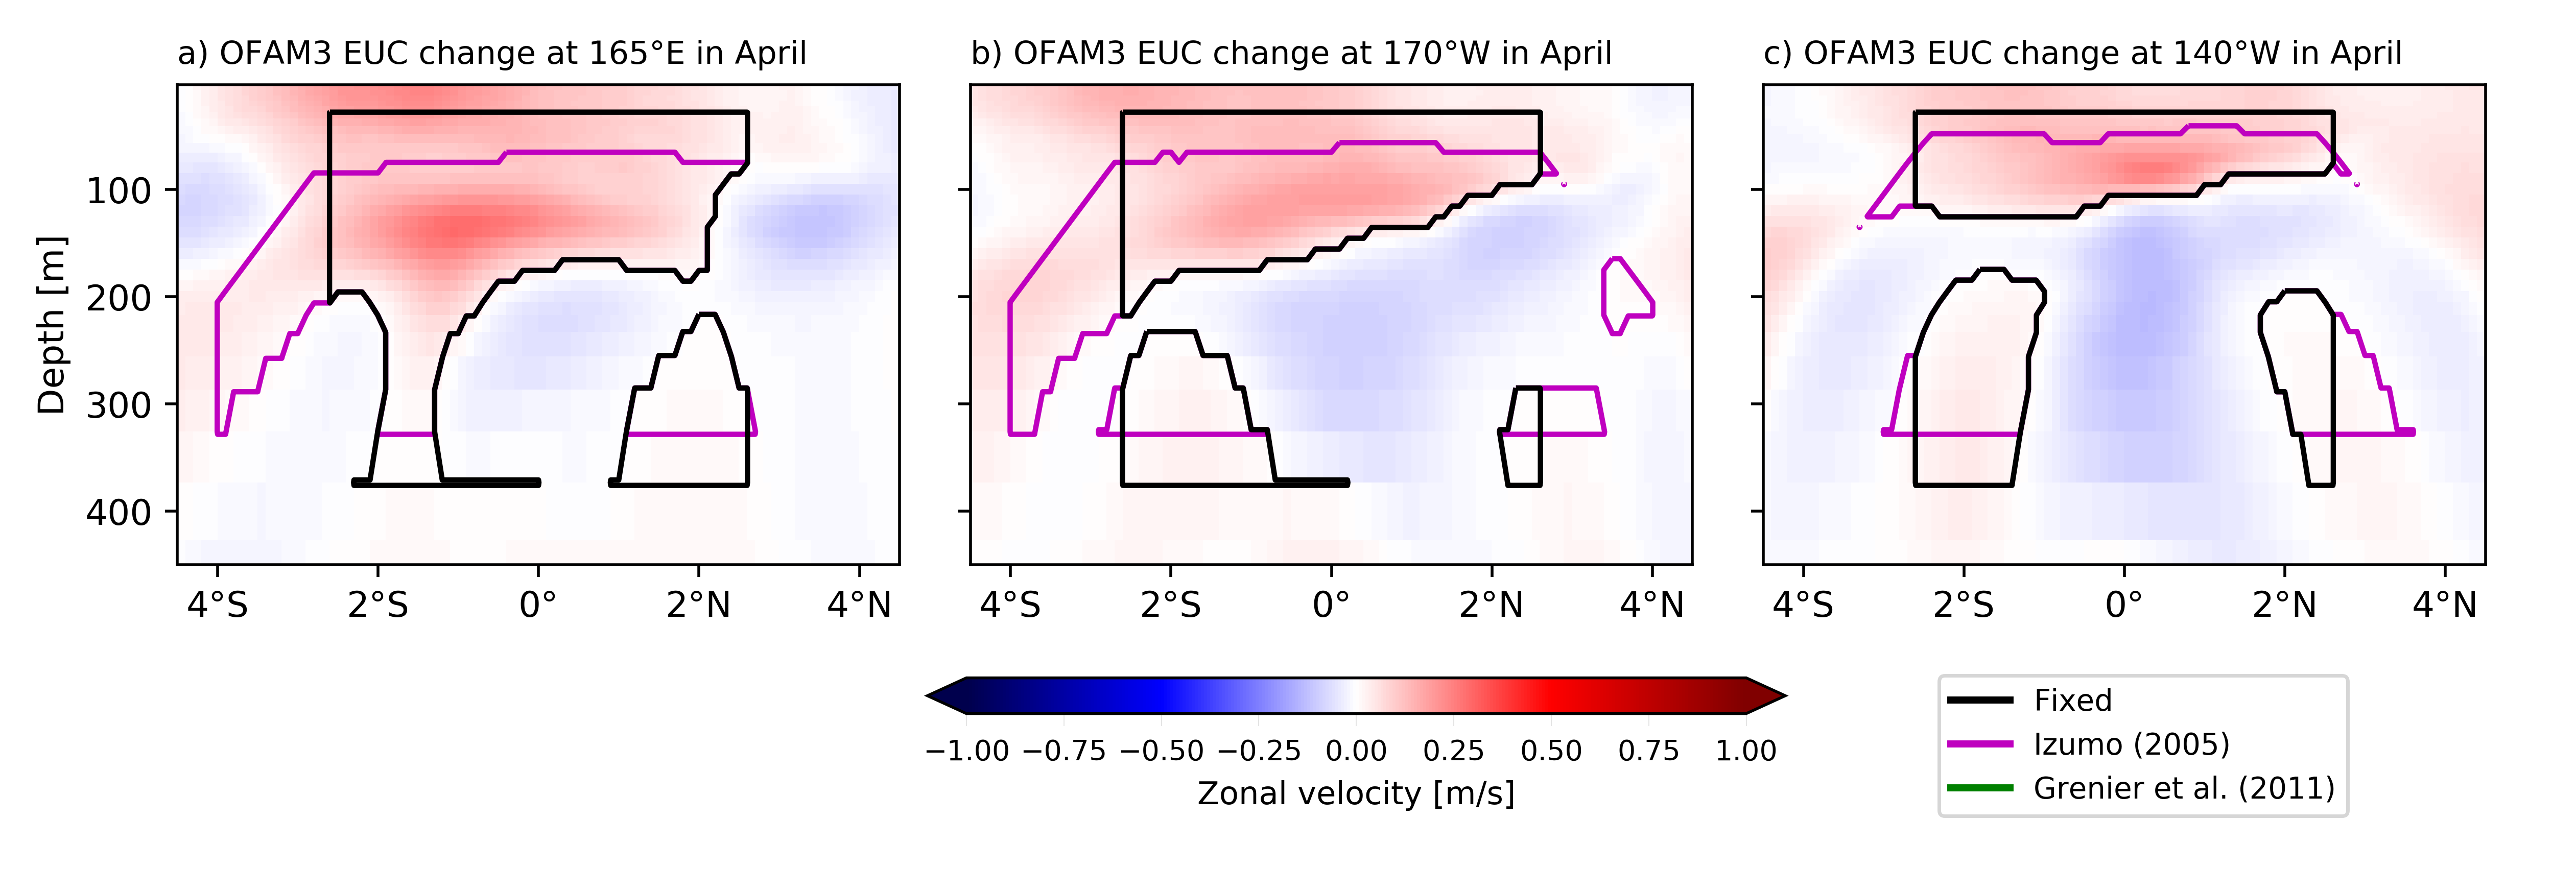 a) OFAM3 EUC change at 165°E in April
b) OFAM3 EUC change at 170°W in April
c) OFAM3 EUC change at 140°W in April
Depth [m]
100
200
300
400
4°S 2°S 0° 2°N 4°N
4°S 2°S 0° 2°N 4°N
4°S 2°S 0° 2°N 4°N
−1.00 −0.75 −0.50 −0.25 0.00 0.25 0.50 0.75 1.00
Zonal velocity [m/s]
Fixed
Izumo (2005)
Grenier et al. (2011)